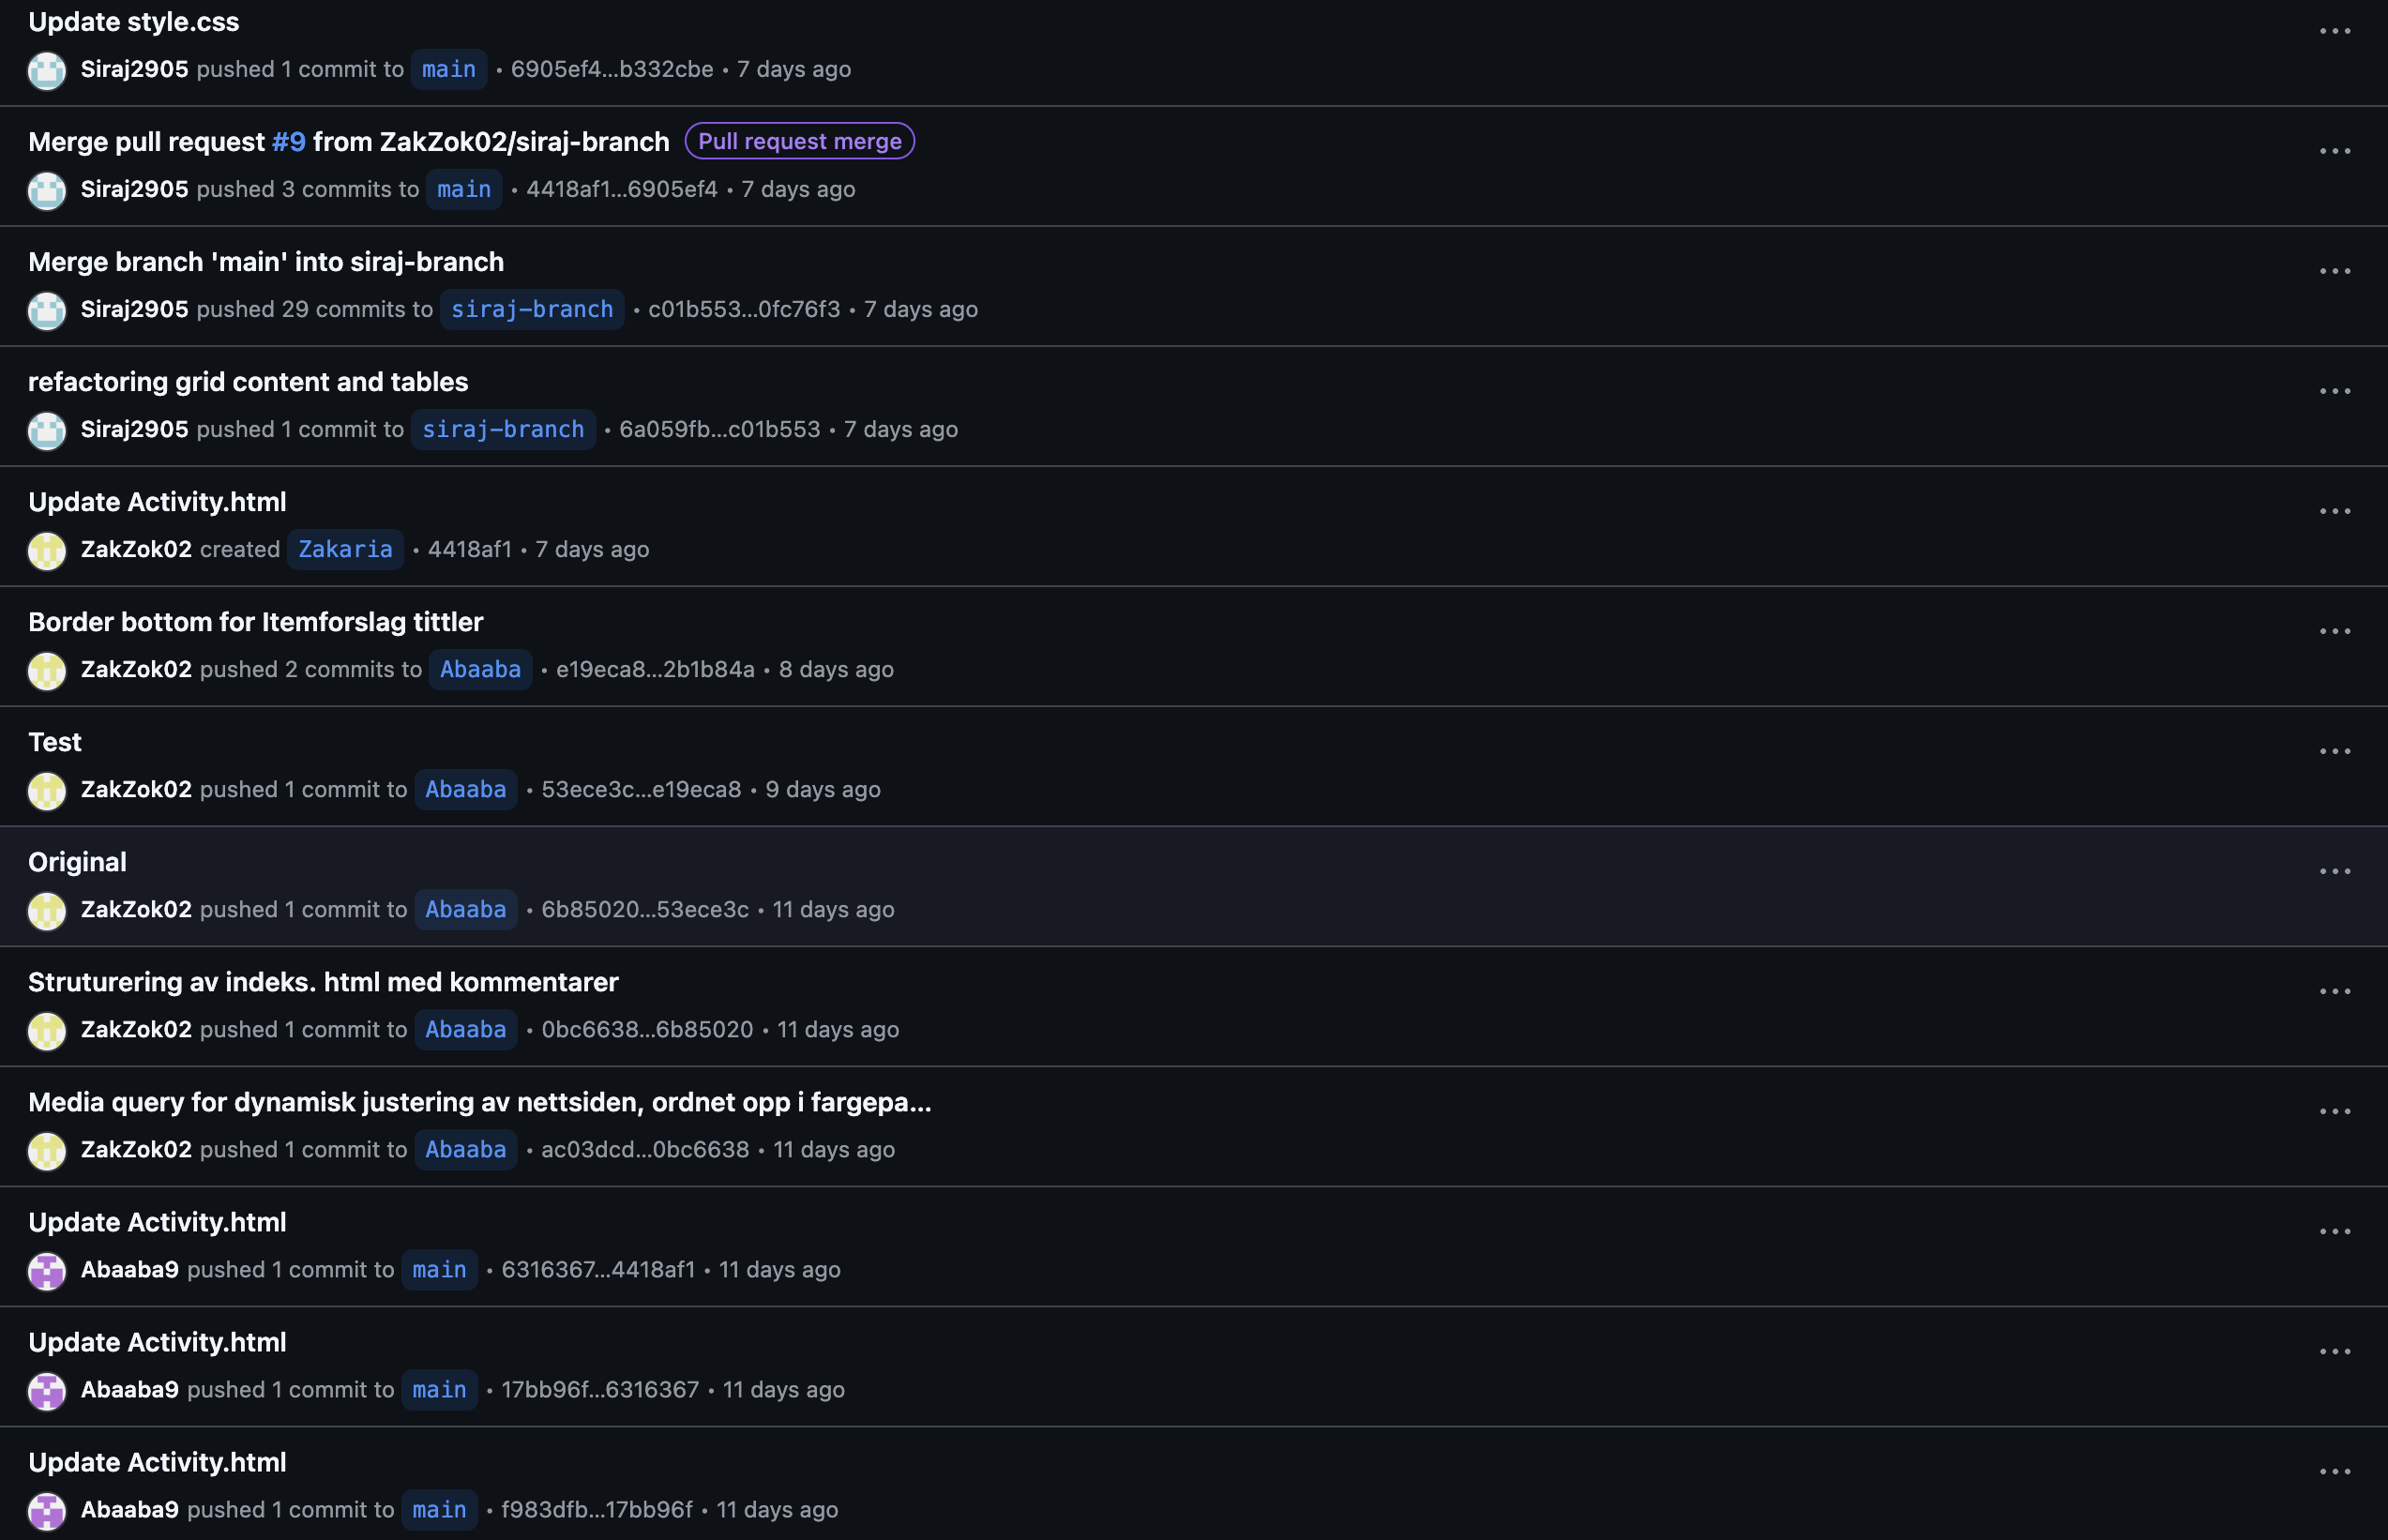 Update style.css
Siraj2905 pushed 1 commit to main • 6905ef4...b332cbe • 7 days ago
Merge pull request #9 from ZakZok02/siraj-branch Pull request merge
Siraj2905 pushed 3 commits to main • 4418af1...6905ef4 • 7 days ago
Merge branch 'main' into siraj-branch
Siraj2905 pushed 29 commits to siraj-branch • c01b553...0fc76f3 • 7 days ago
refactoring grid content and tables
Siraj2905 pushed 1 commit to siraj-branch • 6a059fb...c01b553 • 7 days ago
Update Activity.html
ZakZok02 created Zakaria • 4418af1 • 7 days ago
Border bottom for Itemforslag tittler
ZakZok02 pushed 2 commits to Abaaba • e19eca8...2b1b84a • 8 days ago
Test
ZakZok02 pushed 1 commit to Abaaba • 53ece3c...e19eca8 • 9 days ago
Original
ZakZok02 pushed 1 commit to Abaaba • 6b85020...53ece3c • 11 days ago
Struturering av indeks. html med kommentarer
ZakZok02 pushed 1 commit to Abaaba • 0bc6638...6b85020 • 11 days ago
Media query for dynamisk justering av nettsiden, ordnet opp i fargepa...
ZakZok02 pushed 1 commit to Abaaba • ac03dcd...0bc6638 • 11 days ago
Update Activity.html
Abaaba9 pushed 1 commit to main • 6316367...4418af1 • 11 days ago
Update Activity.html
Abaaba9 pushed 1 commit to main • 17bb96f...6316367 • 11 days ago
Update Activity.html
Abaaba9 pushed 1 commit to main • f983dfb...17bb96f • 11 days ago